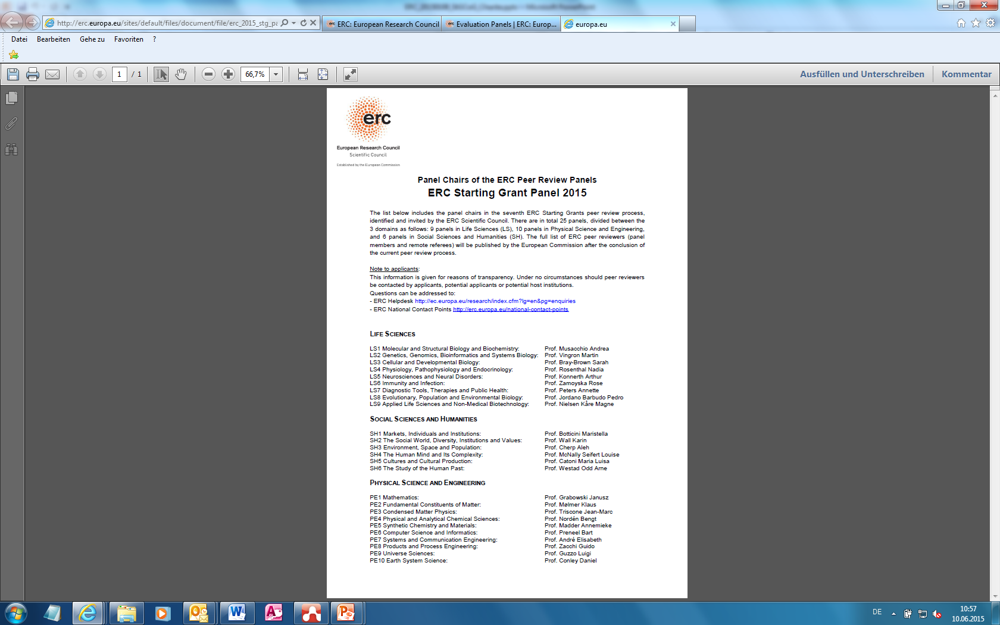 http://erc.europa.eu/sites/default/files/document/file/erc_2015_stg_pa
ERC: European Research Council
Evaluation Panels | ERC: Europ...
europa.eu
Datei Bearbeiten Gehe zu Favoriten ?
1 / 1
66,7%
Ausfüllen und Unterschreiben
Kommentar
erc
European Research Council
Scientific Council
Established by the European Commission
Panel Chairs of the ERC Peer Review Panels
ERC Starting Grant Panel 2015
The list below includes the panel chairs in the seventh ERC Starting Grants peer review process,
identified and invited by the ERC Scientific Council. There are in total 25 panels, divided between the
3 domains as follows: 9 panels in Life Sciences (LS), 10 panels in Physical Science and Engineering,
and 6 panels in Social Sciences and Humanities (SH). The full list of ERC peer reviewers (panel
members and remote referees) will be published by the European Commission after the conclusion of
the current peer review process.
Note to applicants:
This information is given for reasons of transparency. Under no circumstances should peer reviewers
be contacted by applicants, potential applicants or potential host institutions.
Questions can be addressed to:
- ERC Helpdesk http://ec.europa.eu/research/index.cfm?lg=en&pg=enquiries
- ERC National Contact Points http://erc.europa.eu/national-contact-points
LIFE SCIENCES
LS1 Molecular and Structural Biology and Biochemistry: Prof. Musacchio Andrea
LS2 Genetics, Genomics, Bioinformatics and Systems Biology: Prof. Vingron Martin
LS3 Cellular and Developmental Biology: Prof. Bray-Brown Sarah
LS4 Physiology, Pathophysiology and Endocrinology: Prof. Rosenthal Nadia
LS5 Neurosciences and Neural Disorders: Prof. Konnerth Arthur
LS6 Immunity and Infection: Prof. Zamoyska Rose
LS7 Diagnostic Tools, Therapies and Public Health: Prof. Peters Annette
LS8 Evolutionary, Population and Environmental Biology: Prof. Jordano Barbudo Pedro
LS9 Applied Life Sciences and Non-Medical Biotechnology: Prof. Nielsen Kåre Magne
SOCIAL SCIENCES AND HUMANITIES
SH1 Markets, Individuals and Institutions: Prof. Botticini Maristella
SH2 The Social World, Diversity, Institutions and Values: Prof. Wall Karin
SH3 Environment, Space and Population: Prof. Cherp Aleh
SH4 The Human Mind and Its Complexity: Prof. McNally Seifert Louise
SH5 Cultures and Cultural Production: Prof. Catoni Maria Luisa
SH6 The Study of the Human Past: Prof. Westad Odd Arne
PHYSICAL SCIENCE AND ENGINEERING
PE1 Mathematics: Prof. Grabowski Janusz
PE2 Fundamental Constituents of Matter: Prof. Mølmer Klaus
PE3 Condensed Matter Physics: Prof. Triscone Jean-Marc
PE4 Physical and Analytical Chemical Sciences: Prof. Nordén Bengt
PE5 Synthetic Chemistry and Materials: Prof. Madder Annemieke
PE6 Computer Science and Informatics: Prof. Preneel Bart
PE7 Systems and Communication Engineering: Prof. André Elisabeth
PE8 Products and Process Engineering: Prof. Zacchi Guido
PE9 Universe Sciences: Prof. Guzzo Luigi
PE10 Earth System Science: Prof. Conley Daniel
DE
10:57
10.06.2015